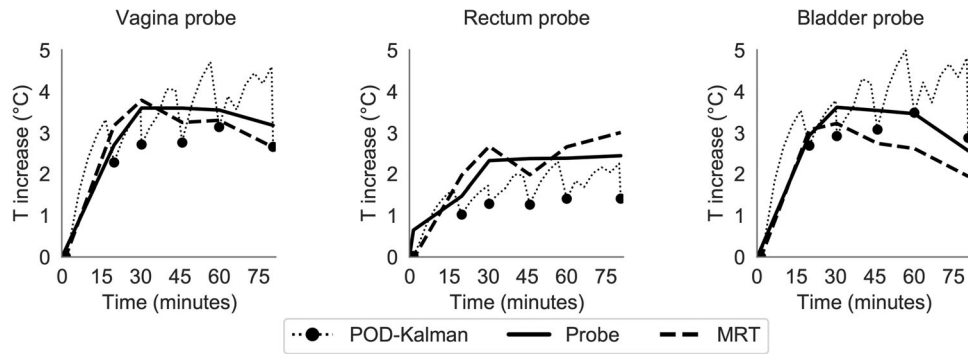 Vagina probe
5
4
3
2
1
0
T increase (°C)
0 15 30 45 60 75
Time (minutes)
Rectum probe
5
4
3
2
1
0
T increase (°C)
0 15 30 45 60 75
Time (minutes)
Bladder probe
5
4
3
2
1
0
T increase (°C)
0 15 30 45 60 75
Time (minutes)
POD-Kalman Probe MRT